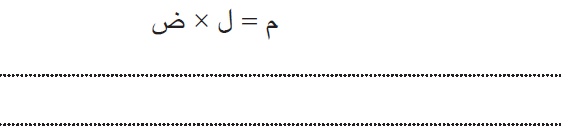 م = ل × ض